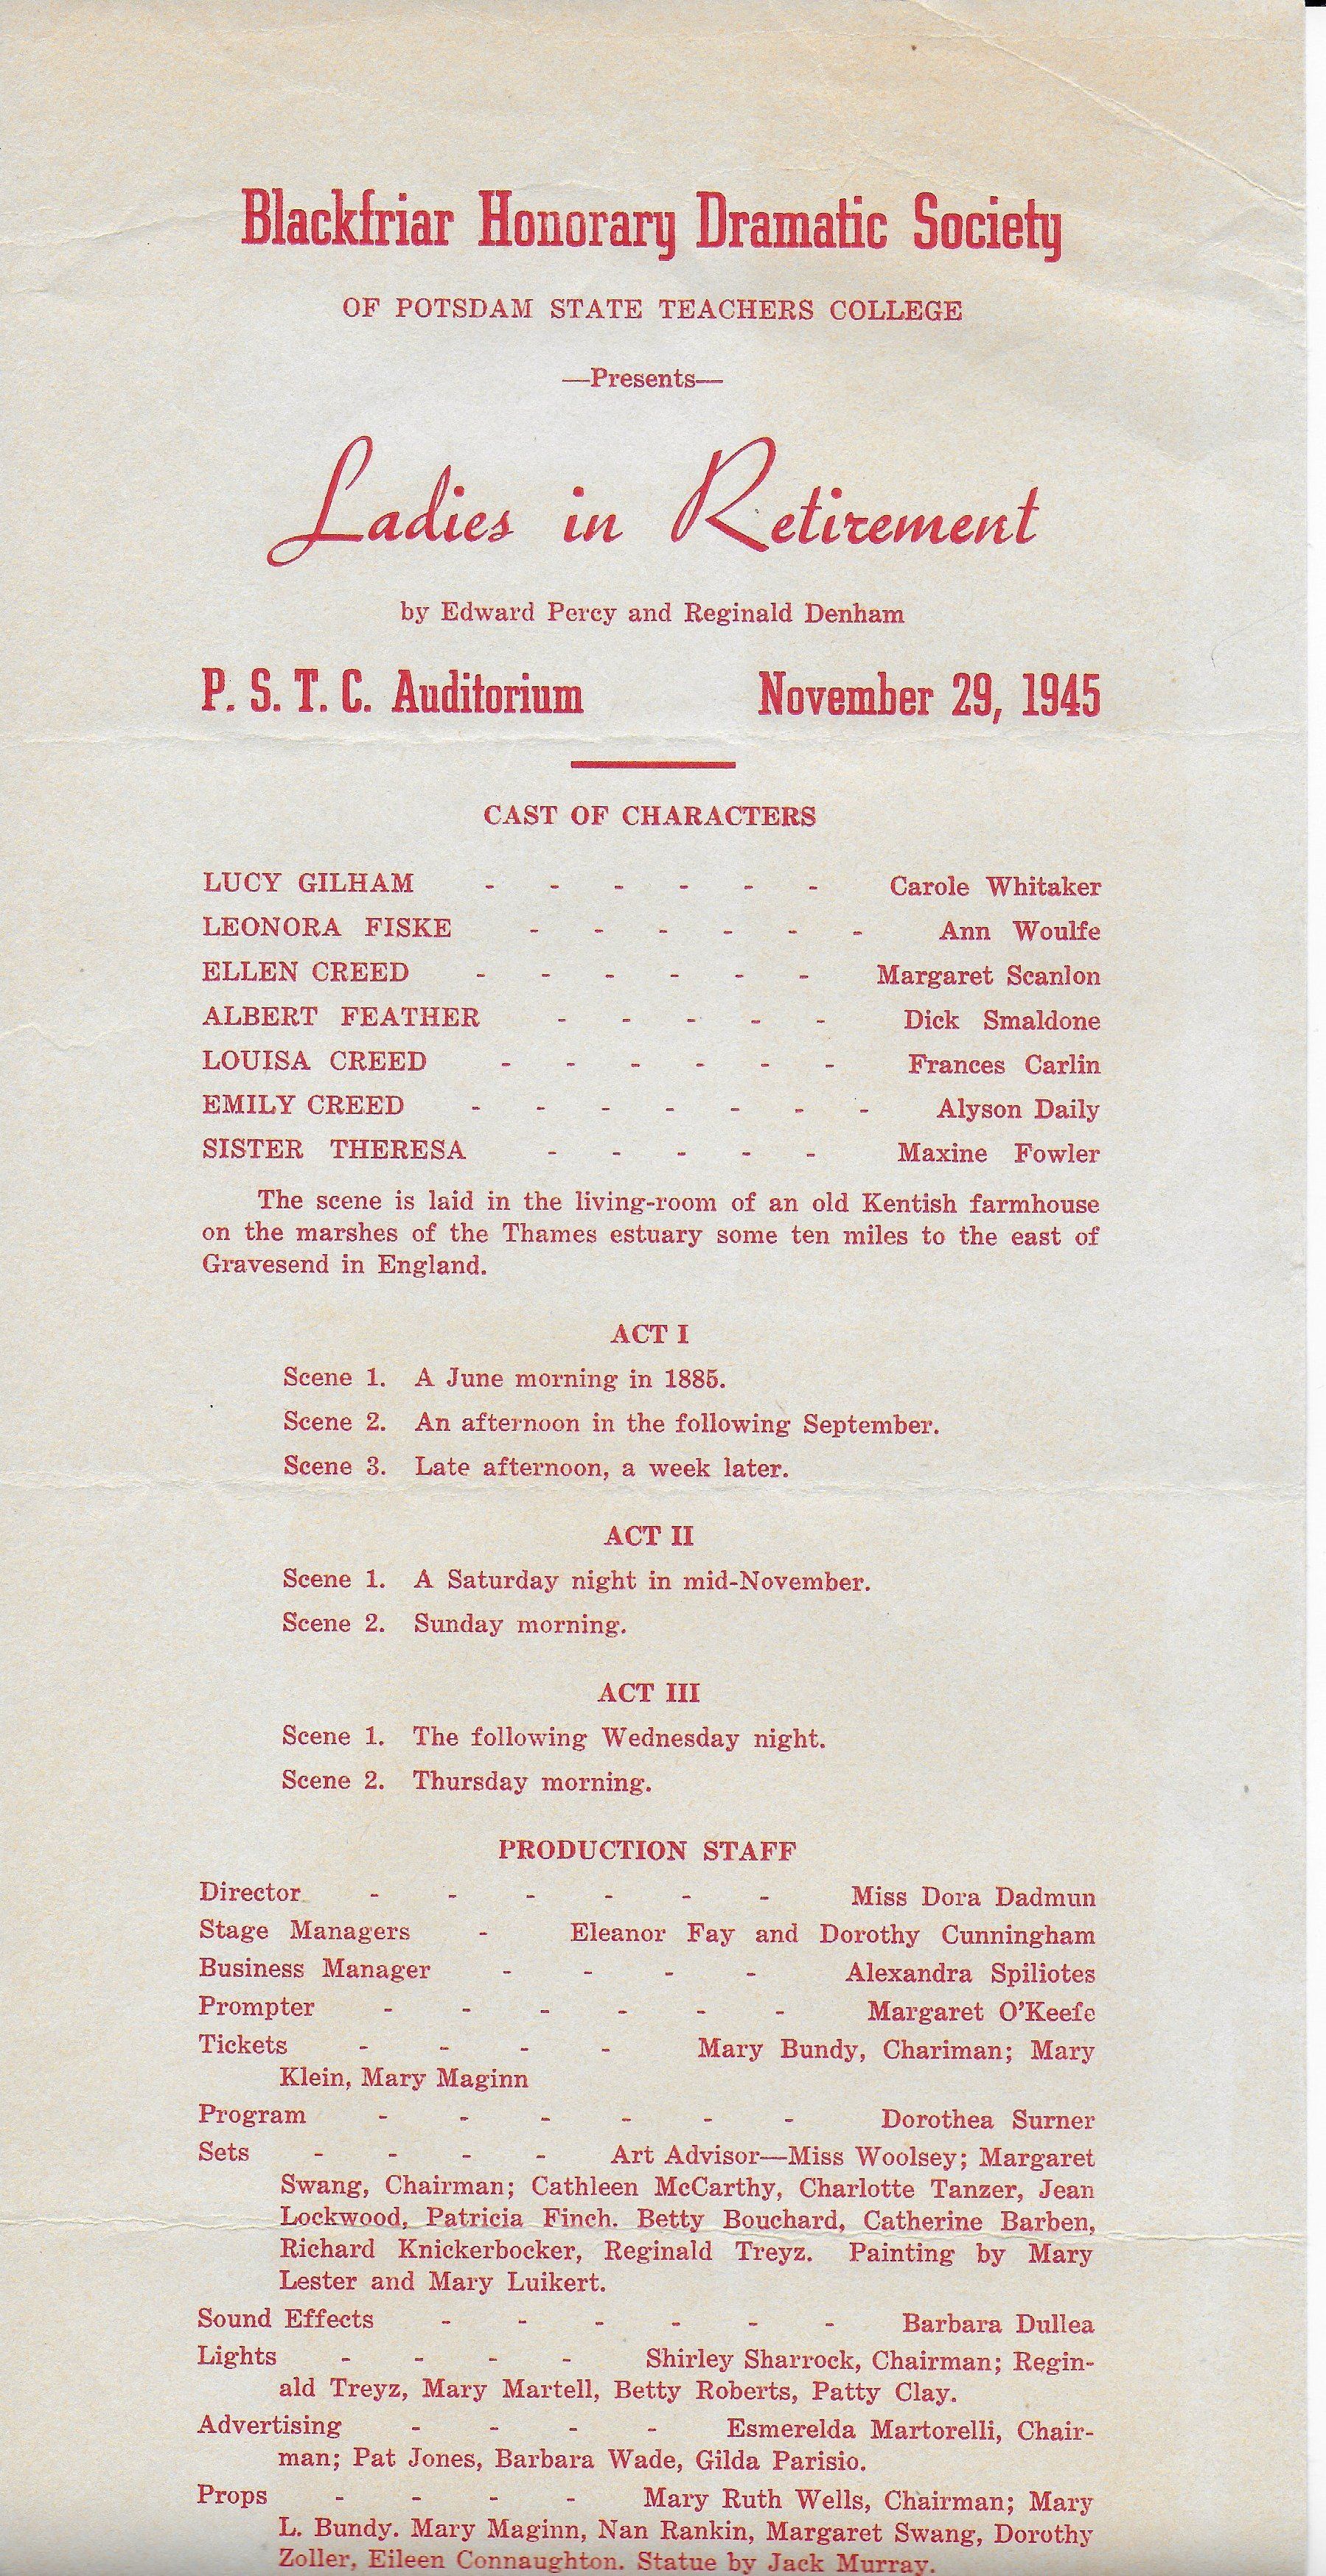 Blackfriar Honorary Dramatic Society
OF POTSDAM STATE TEACHERS COLLEGE
—Presents—
Ladies in Retirement
by Edward Percy and Reginald Denham
P. S. T. C. Auditorium November 29, 1945
CAST OF CHARACTERS
LUCY GILHAM - - - - - - Carole Whitaker
LEONORA FISKE - - - - - - Ann Woulfe
ELLEN CREED - - - - - - Margaret Scanlon
ALBERT FEATHER - - - - - Dick Smaldone
LOUISA CREED - - - - - - Frances Carlin
EMILY CREED - - - - - - - Alyson Daily
SISTER THERESA - - - - - Maxine Fowler
The scene is laid in the living-room of an old Kentish farmhouse
on the marshes of the Thames estuary some ten miles to the east of
Gravesend in England.
ACT I
Scene 1. A June morning in 1885.
Scene 2. An afternoon in the following September.
Scene 3. Late afternoon, a week later.
ACT II
Scene 1. A Saturday night in mid-November.
Scene 2. Sunday morning.
ACT III
Scene 1. The following Wednesday night.
Scene 2. Thursday morning.
PRODUCTION STAFF
Director - - - - - - Miss Dora Dadmun
Stage Managers - Eleanor Fay and Dorothy Cunningham
Business Manager - - - - Alexandra Spiliotes
Prompter - - - - - - Margaret O'Keefe
Tickets - - - - Mary Bundy, Chariman; Mary
Klein, Mary Maginn
Program - - - - - - Dorothea Surner
Sets - - - - Art Advisor—Miss Woolsey; Margaret
Swang, Chairman; Cathleen McCarthy, Charlotte Tanzer, Jean
Lockwood, Patricia Finch. Betty Bouchard, Catherine Barben,
Richard Knickerbocker, Reginald Treyz. Painting by Mary
Lester and Mary Luikert.
Sound Effects - - - - - - Barbara Dullea
Lights - - - - Shirley Sharrock, Chairman; Regin-
ald Treyz, Mary Martell, Betty Roberts, Patty Clay.
Advertising - - - - Esmerelda Martorelli, Chair-
man; Pat Jones, Barbara Wade, Gilda Parisio.
Props - - - - Mary Ruth Wells, Chairman; Mary
L. Bundy. Mary Maginn, Nan Rankin, Margaret Swang, Dorothy
Zoller, Eileen Connaughton. Statue by Jack Murray.